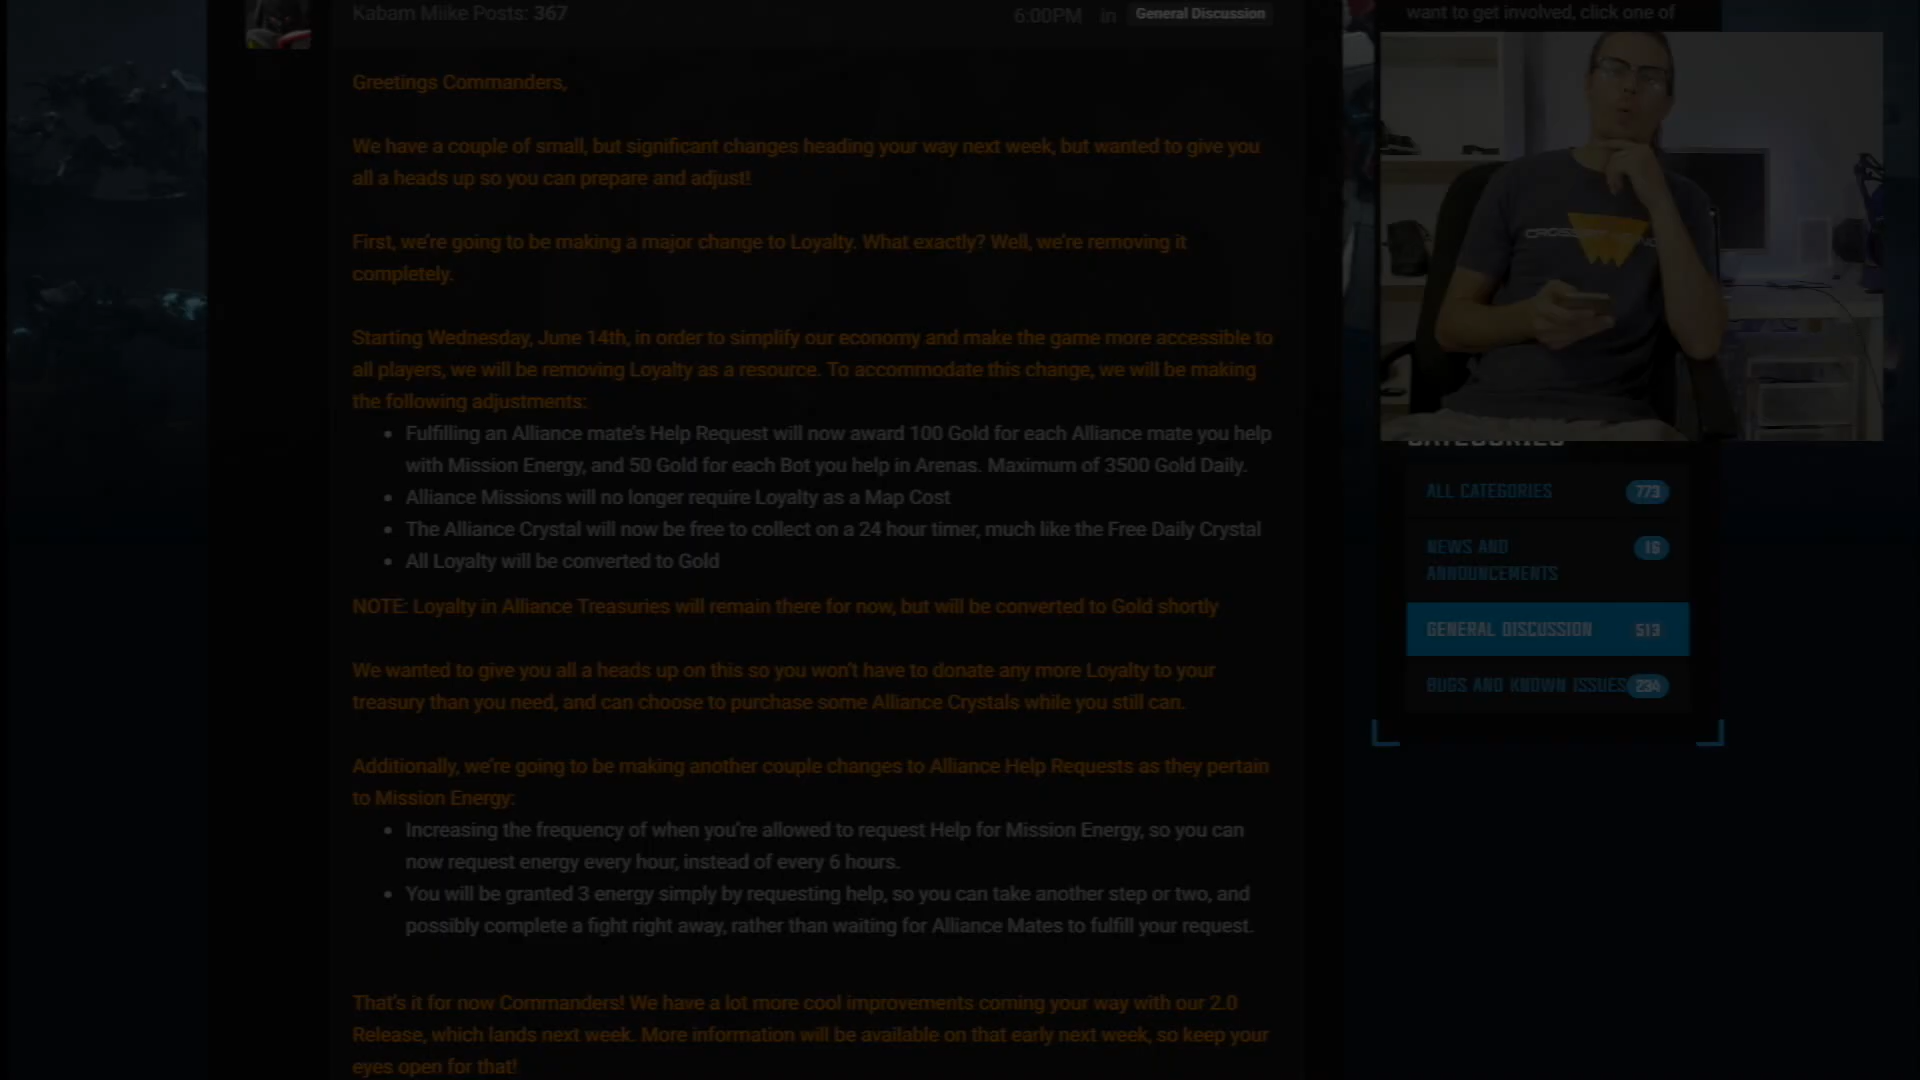 Kabam Miike Posts: 367
6:00PM in General Discussion
Greetings Commanders,
We have a couple of small, but significant changes heading your way next week, but wanted to give you
all a heads up so you can prepare and adjust!
First, we're going to be making a major change to Loyalty. What exactly? Well, we're removing it
completely.
Starting Wednesday, June 14th, in order to simplify our economy and make the game more accessible to
all players, we will be removing Loyalty as a resource. To accommodate this change, we will be making
the following adjustments:
• Fulfilling an Alliance mate's Help Request will now award 100 Gold for each Alliance mate you help
with Mission Energy, and 50 Gold for each Bot you help in Arenas. Maximum of 3500 Gold Daily.
• Alliance Missions will no longer require Loyalty as a Map Cost
• The Alliance Crystal will now be free to collect on a 24 hour timer, much like the Free Daily Crystal
• All Loyalty will be converted to Gold
NOTE: Loyalty in Alliance Treasuries will remain there for now, but will be converted to Gold shortly
We wanted to give you all a heads up on this so you won't have to donate any more Loyalty to your
treasury than you need, and can choose to purchase some Alliance Crystals while you still can.
Additionally, we're going to be making another couple changes to Alliance Help Requests as they pertain
to Mission Energy:
• Increasing the frequency of when you're allowed to request Help for Mission Energy, so you can
now request energy every hour, instead of every 6 hours.
• You will be granted 3 energy simply by requesting help, so you can take another step or two, and
possibly complete a fight right away, rather than waiting for Alliance Mates to fulfill your request.
That's it for now Commanders! We have a lot more cool improvements coming your way with our 2.0
Release, which lands next week. More information will be available on that early next week, so keep your
eyes open for that!
want to get involved, click one of
CATEGORIES
ALL CATEGORIES 773
NEWS AND 16
ANNOUNCEMENTS
GENERAL DISCUSSION 513
BUGS AND KNOWN ISSUES 234